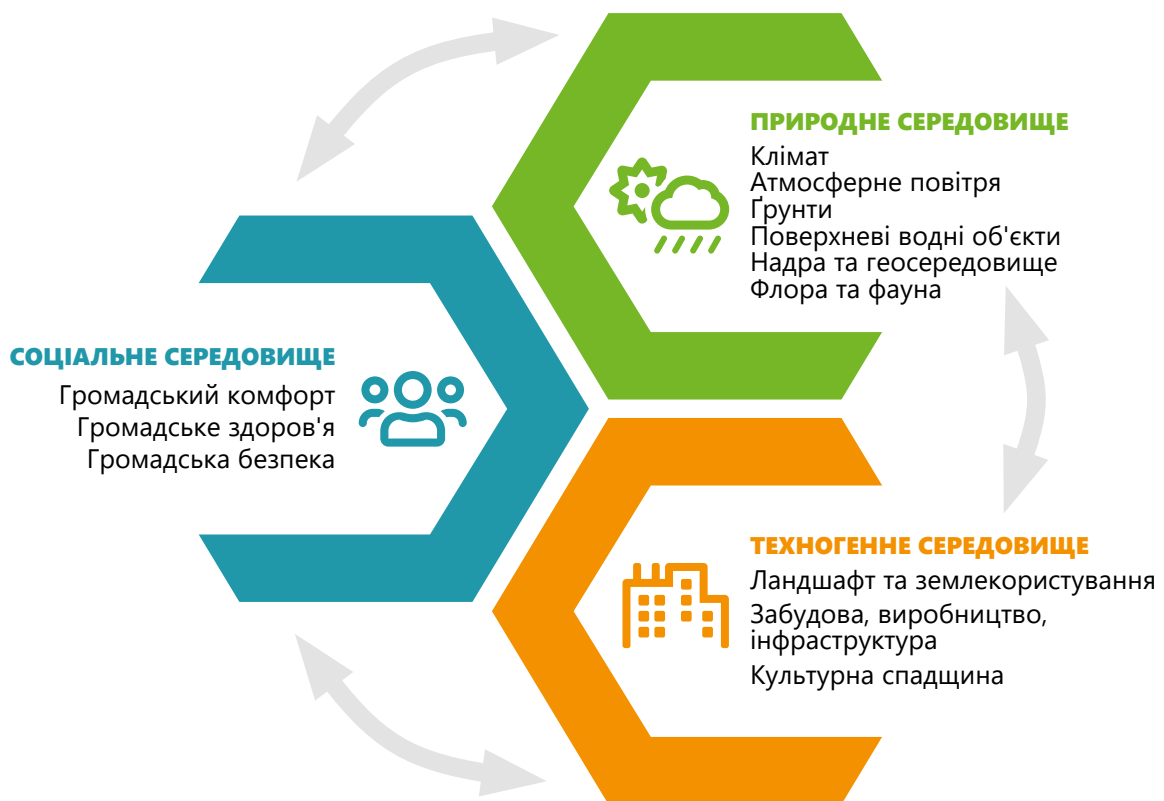 ПРИРОДНЕ СЕРЕДОВИЩЕ
Клімат
Атмосферне повітря
Ґрунти
Поверхневі водні об'єкти
Надра та геосередовище
Флора та фауна
СОЦІАЛЬНЕ СЕРЕДОВИЩЕ
Громадський комфорт
Громадське здоров'я
Громадська безпека
ТЕХНОГЕННЕ СЕРЕДОВИЩЕ
Ландшафт та землекористування
Забудова, виробництво,
інфраструктура
Культурна спадщина